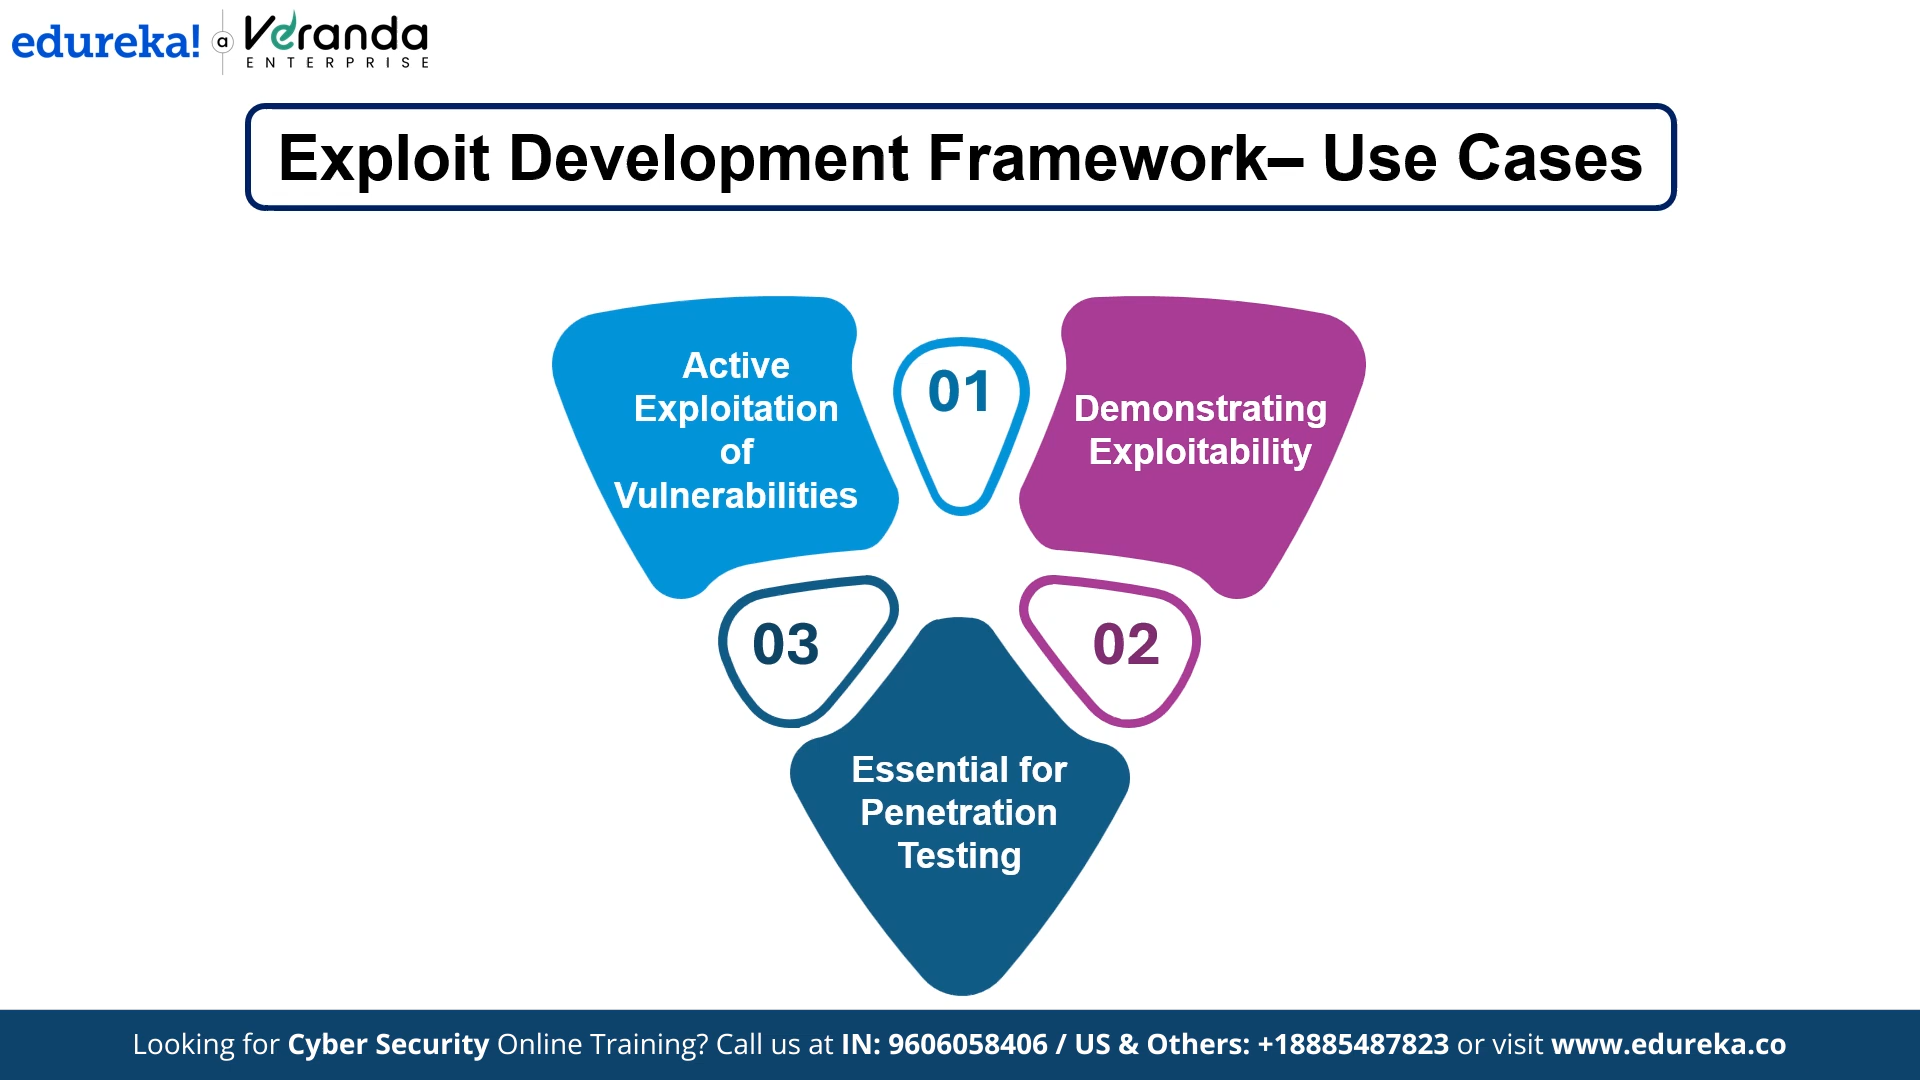 edureka! a Veranda
ENTERPRISE
Exploit Development Framework– Use Cases
Active
Exploitation
of
Vulnerabilities
01
Demonstrating
Exploitability
03
02
Essential for
Penetration
Testing
Looking for Cyber Security Online Training? Call us at IN: 9606058406 / US & Others: +18885487823 or visit www.edureka.co